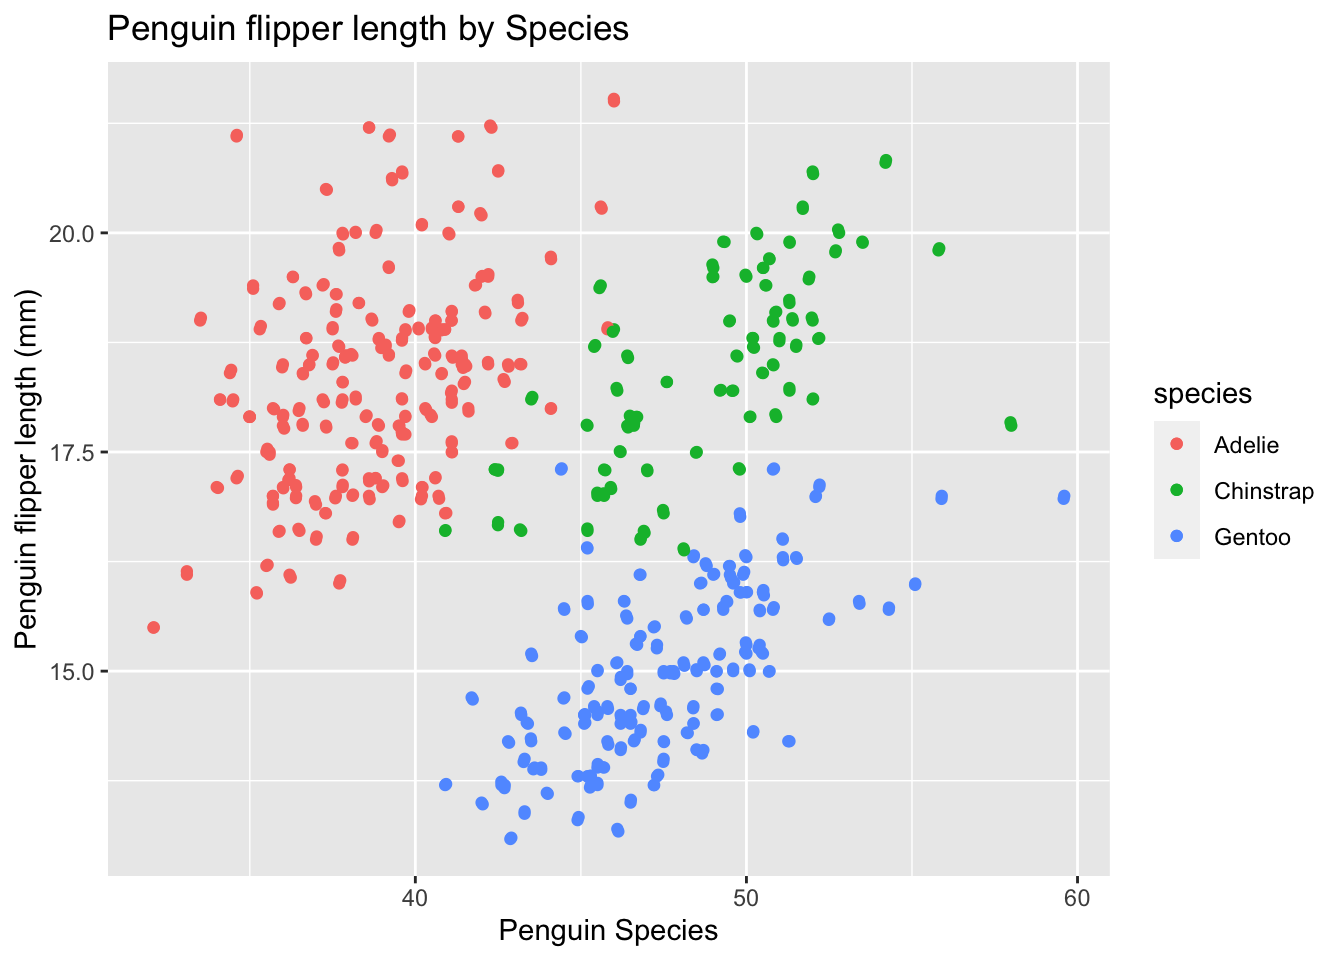 Penguin flipper length by Species
Penguin flipper length (mm)
20.0
17.5
15.0
40
50
60
Penguin Species
species
Adelie
Chinstrap
Gentoo